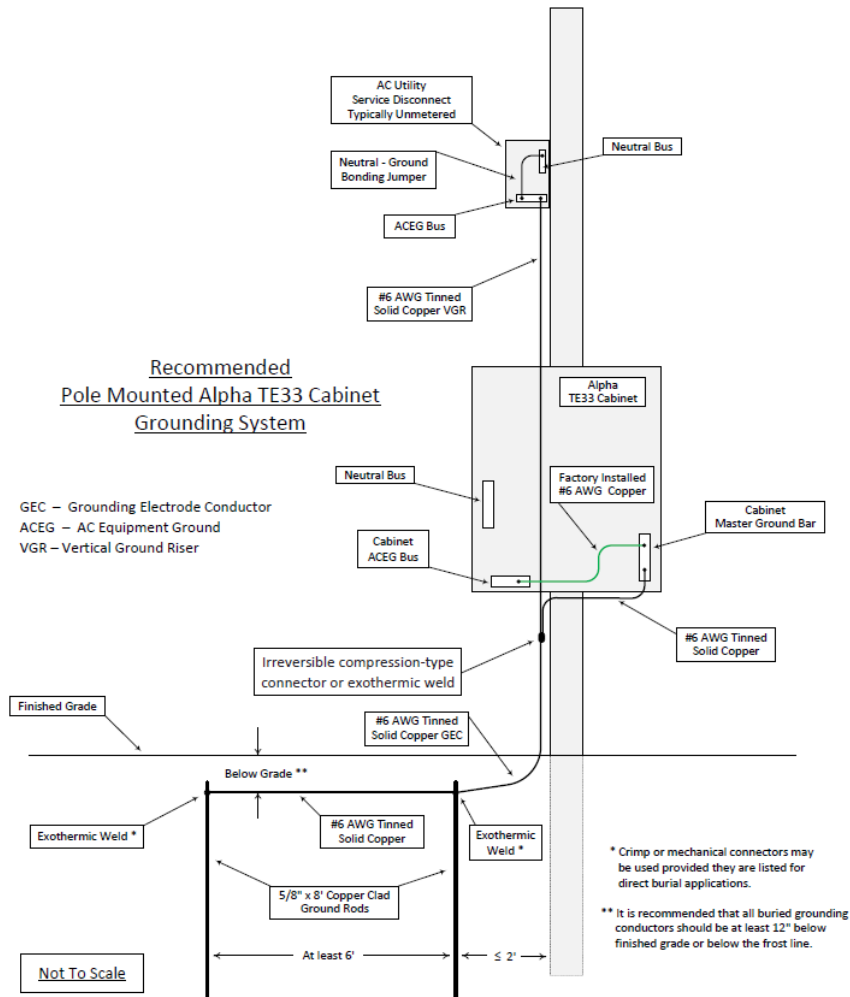 AC Utility
Service Disconnect
Typically Unmetered
Neutral - Ground
Bonding Jumper
Neutral Bus
ACEG Bus
#6 AWG Tinned
Solid Copper VGR
Recommended
Pole Mounted Alpha TE33 Cabinet
Grounding System
Alpha
TE33 Cabinet
GEC – Grounding Electrode Conductor
ACEG – AC Equipment Ground
VGR – Vertical Ground Riser
Neutral Bus
Factory Installed
#6 AWG Copper
Cabinet
Master Ground Bar
Cabinet
ACEG Bus
#6 AWG Tinned
Solid Copper
Irreversible compression-type
connector or exothermic weld
Finished Grade
#6 AWG Tinned
Solid Copper GEC
Below Grade **
Exothermic Weld *
#6 AWG Tinned
Solid Copper
Exothermic
Weld *
5/8" x 8' Copper Clad
Ground Rods
* Crimp or mechanical connectors may
be used provided they are listed for
direct burial applications.
** It is recommended that all buried grounding
conductors should be at least 12" below
finished grade or below the frost line.
At least 6'
≤ 2'
Not To Scale